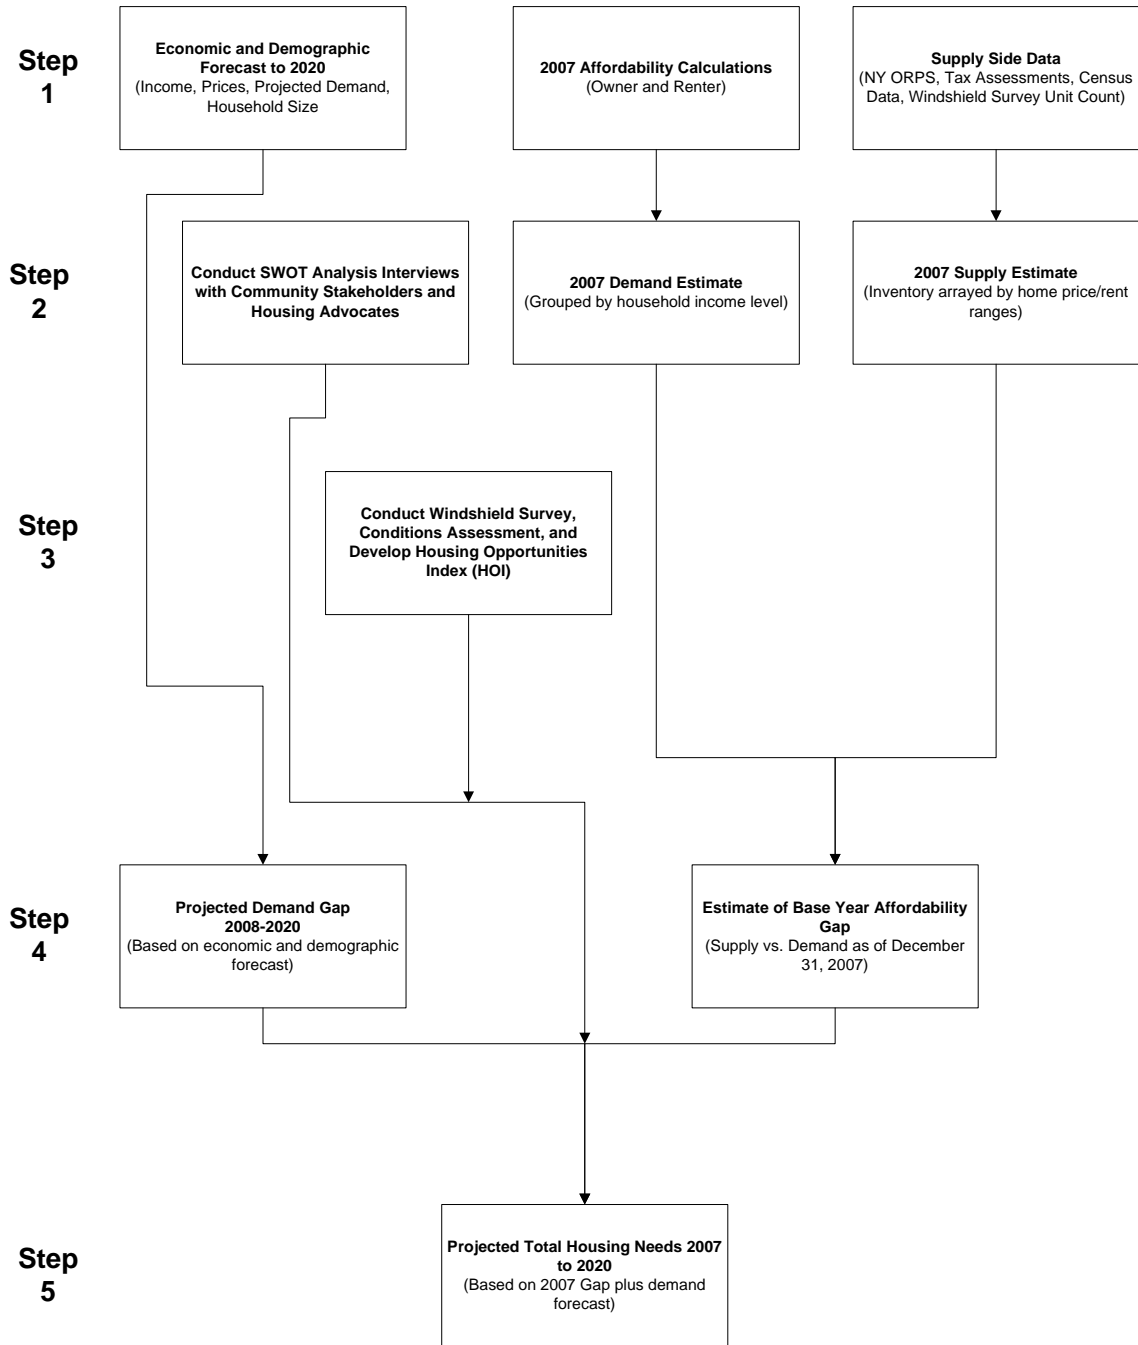 Step
1
Economic and Demographic
Forecast to 2020
(Income, Prices, Projected Demand,
Household Size
2007 Affordability Calculations
(Owner and Renter)
Supply Side Data
(NY ORPS, Tax Assessments, Census
Data, Windshield Survey Unit Count)
Step
2
Conduct SWOT Analysis Interviews
with Community Stakeholders and
Housing Advocates
2007 Demand Estimate
(Grouped by household income level)
2007 Supply Estimate
(Inventory arrayed by home price/rent
ranges)
Step
3
Conduct Windshield Survey,
Conditions Assessment, and
Develop Housing Opportunities
Index (HOI)
Step
4
Projected Demand Gap
2008-2020
(Based on economic and demographic
forecast)
Estimate of Base Year Affordability
Gap
(Supply vs. Demand as of December
31, 2007)
Step
5
Projected Total Housing Needs 2007
to 2020
(Based on 2007 Gap plus demand
forecast)